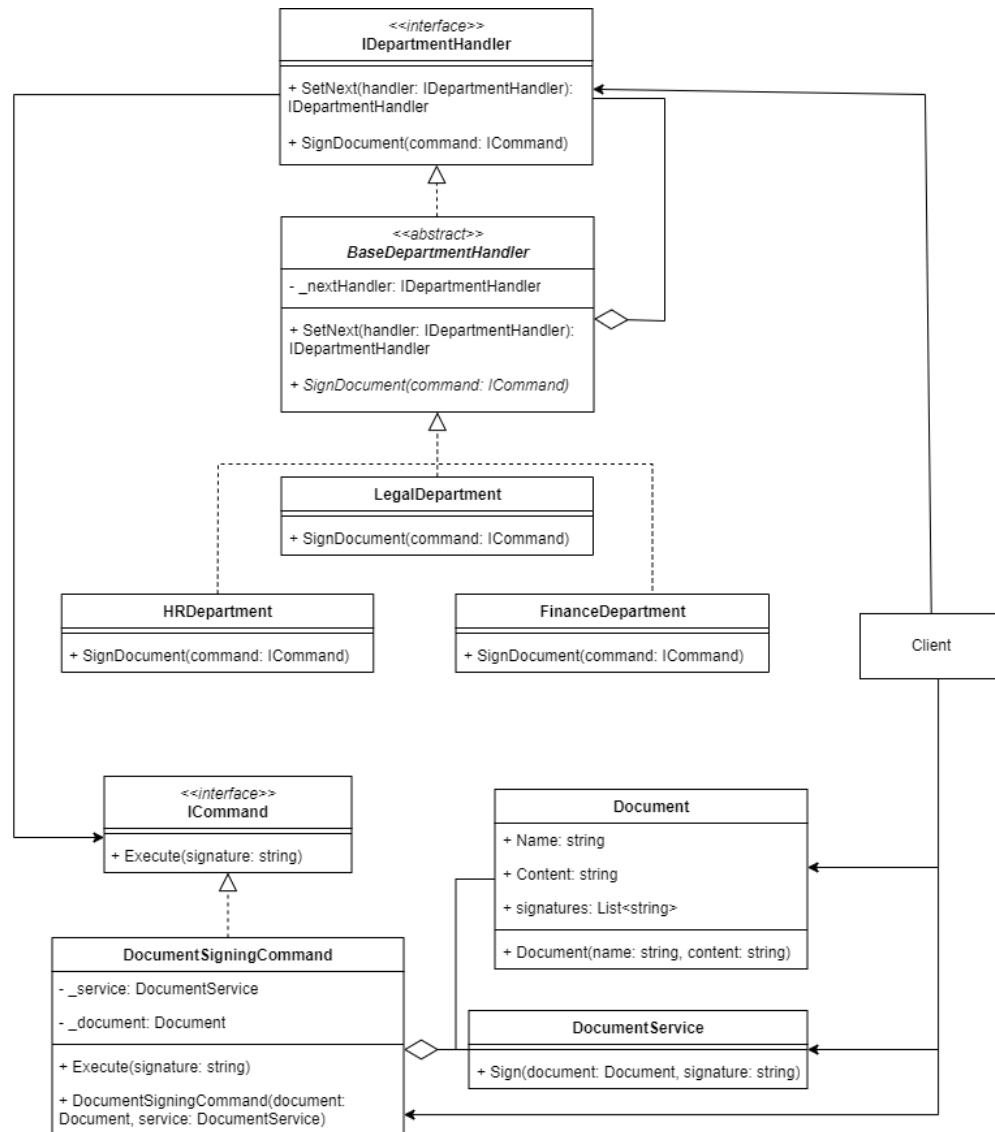 <<interface>>
IDepartmentHandler
+ SetNext(handler: IDepartmentHandler):
IDepartmentHandler
+ SignDocument(command: ICommand)
<<abstract>>
BaseDepartmentHandler
- _nextHandler: IDepartmentHandler
+ SetNext(handler: IDepartmentHandler):
IDepartmentHandler
+ SignDocument(command: ICommand)
LegalDepartment
+ SignDocument(command: ICommand)
HRDepartment
+ SignDocument(command: ICommand)
FinanceDepartment
+ SignDocument(command: ICommand)
Client
<<interface>>
ICommand
+ Execute(signature: string)
Document
+ Name: string
+ Content: string
+ signatures: List<string>
+ Document(name: string, content: string)
DocumentSigningCommand
- _service: DocumentService
- _document: Document
+ Execute(signature: string)
+ DocumentSigningCommand(document:
Document, service: DocumentService)
DocumentService
+ Sign(document: Document, signature: string)